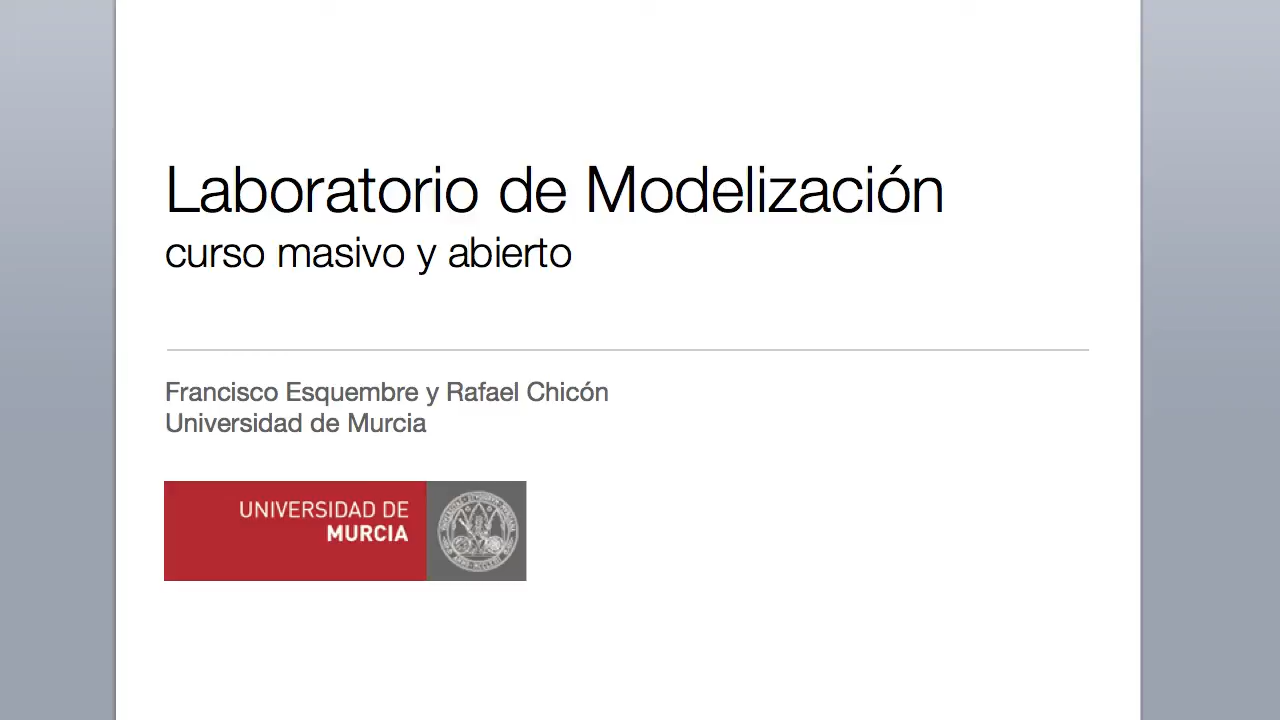 Laboratorio de Modelización
curso masivo y abierto
Francisco Esquembre y Rafael Chicón
Universidad de Murcia
UNIVERSIDAD DE
MURCIA